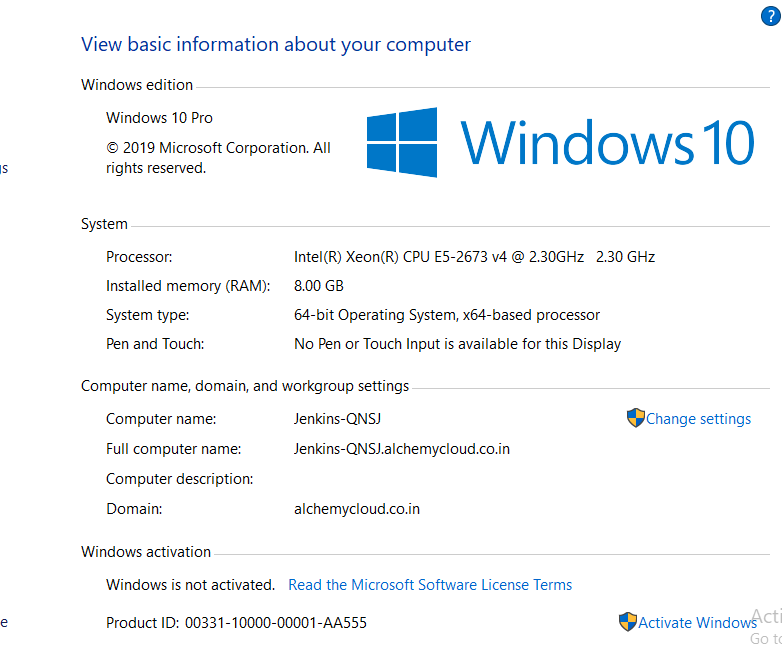 ?
View basic information about your computer
Windows edition
Windows 10 Pro
© 2019 Microsoft Corporation. All
rights reserved.
Windows 10
System
Processor: Intel(R) Xeon(R) CPU E5-2673 v4 @ 2.30GHz 2.30 GHz
Installed memory (RAM): 8.00 GB
System type: 64-bit Operating System, x64-based processor
Pen and Touch: No Pen or Touch Input is available for this Display
Computer name, domain, and workgroup settings
Computer name: Jenkins-QNSJ Change settings
Full computer name: Jenkins-QNSJ.alchemycloud.co.in
Computer description:
Domain: alchemycloud.co.in
Windows activation
Windows is not activated. Read the Microsoft Software License Terms
Product ID: 00331-10000-00001-AA555 Activate Windows
Go to